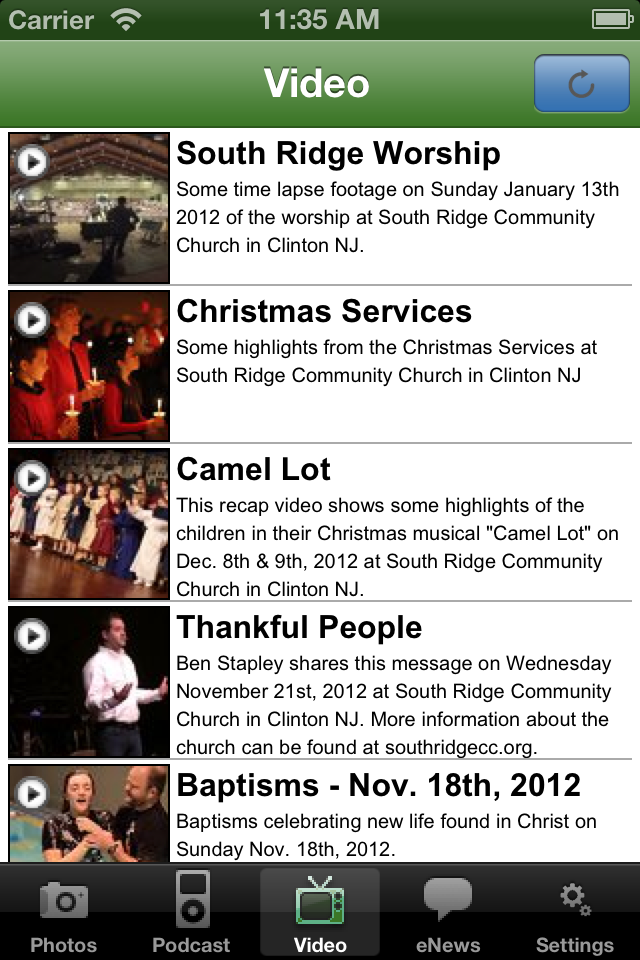 Carrier 11:35 AM
Video
South Ridge Worship
Some time lapse footage on Sunday January 13th
2012 of the worship at South Ridge Community
Church in Clinton NJ.
Christmas Services
Some highlights from the Christmas Services at
South Ridge Community Church in Clinton NJ
Camel Lot
This recap video shows some highlights of the
children in their Christmas musical "Camel Lot" on
Dec. 8th & 9th, 2012 at South Ridge Community
Church in Clinton NJ.
Thankful People
Ben Stapley shares this message on Wednesday
November 21st, 2012 at South Ridge Community
Church in Clinton NJ. More information about the
church can be found at southridgecc.org.
Baptisms - Nov. 18th, 2012
Baptisms celebrating new life found in Christ on
Sunday Nov. 18th, 2012.
Photos Podcast Video eNews Settings